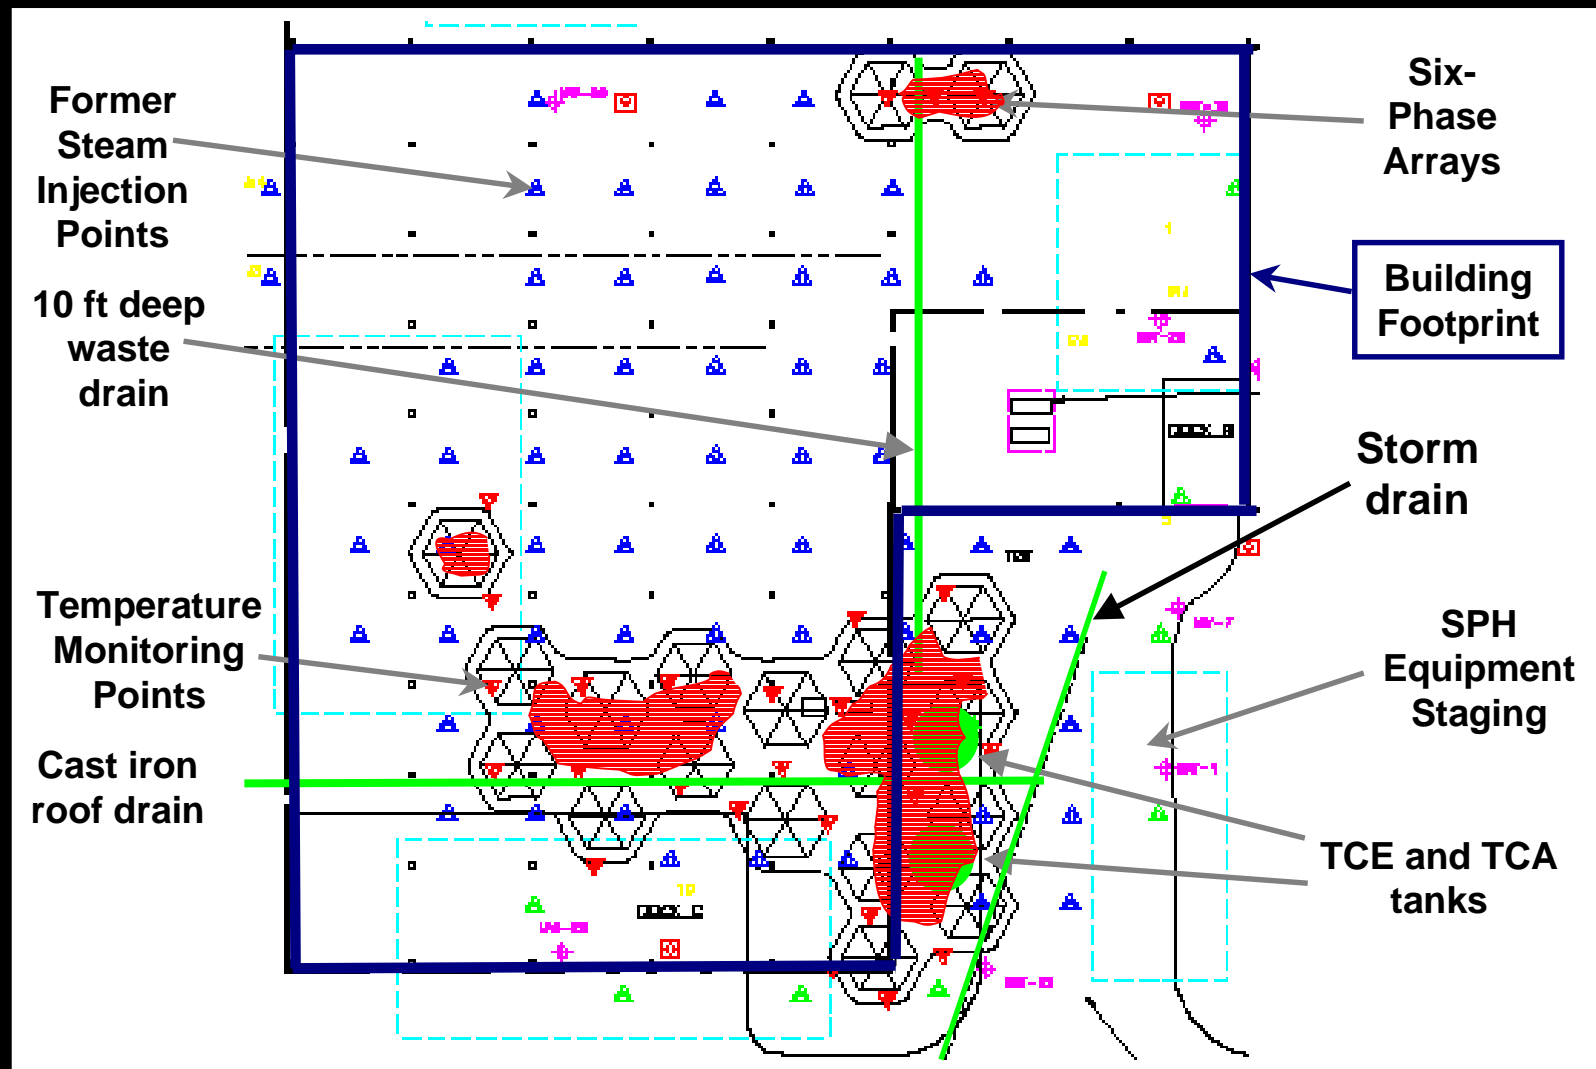 Former
Steam
Injection
Points
Six-
Phase
Arrays
10 ft deep
waste
drain
Building
Footprint
Storm
drain
Temperature
Monitoring
Points
SPH
Equipment
Staging
Cast iron
roof drain
TCE and TCA
tanks